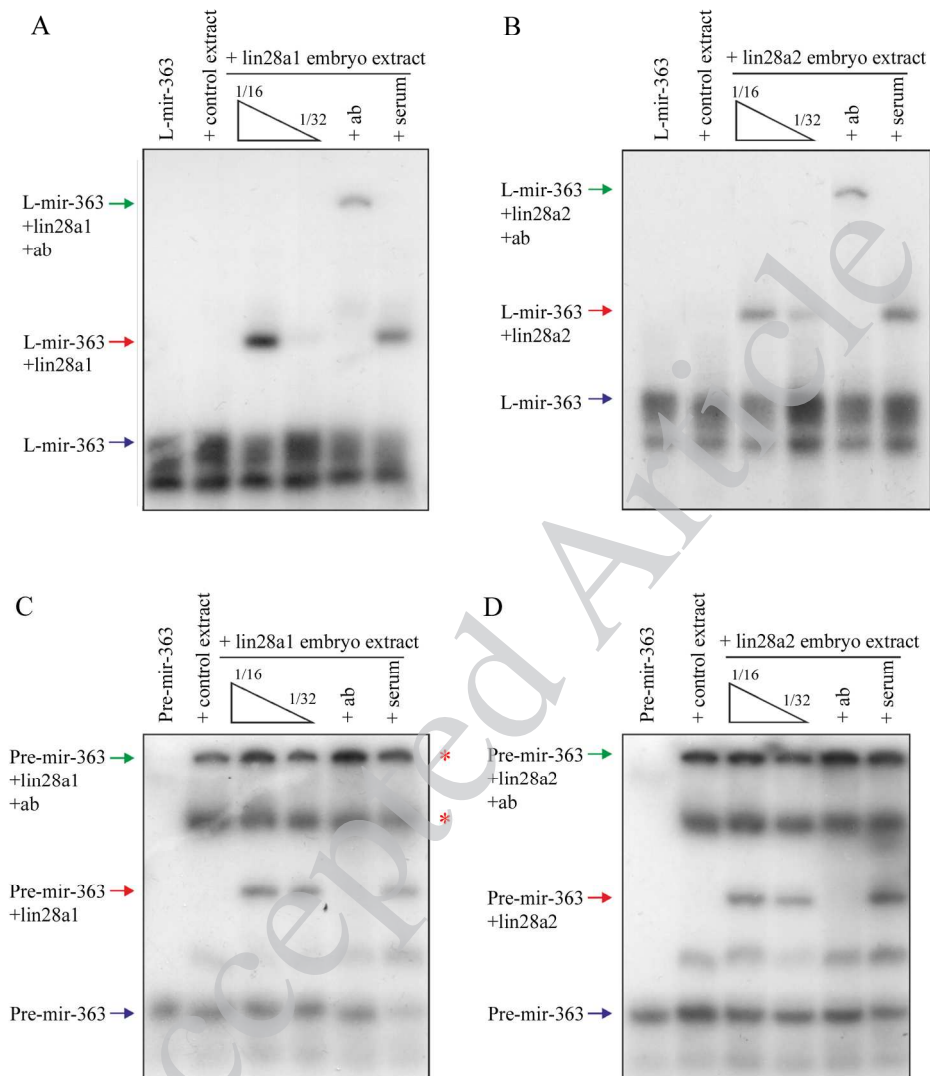 A
L-mir-363
+ control extract
+ lin28a1 embryo extract
1/16
1/32
+ ab
+ serum
L-mir-363
+lin28a1
+ab
L-mir-363
+lin28a1
L-mir-363
B
L-mir-363
+ control extract
+ lin28a2 embryo extract
1/16
1/32
+ ab
+ serum
L-mir-363
+lin28a2
+ab
L-mir-363
+lin28a2
L-mir-363
C
Pre-mir-363
+ control extract
+ lin28a1 embryo extract
1/16
1/32
+ ab
+ serum
Pre-mir-363
+lin28a1
+ab
*
*
Pre-mir-363
+lin28a1
Pre-mir-363
D
Pre-mir-363
+ control extract
+ lin28a2 embryo extract
1/16
1/32
+ ab
+ serum
Pre-mir-363
+lin28a2
+ab
Pre-mir-363
+lin28a2
Pre-mir-363
ccepted Article